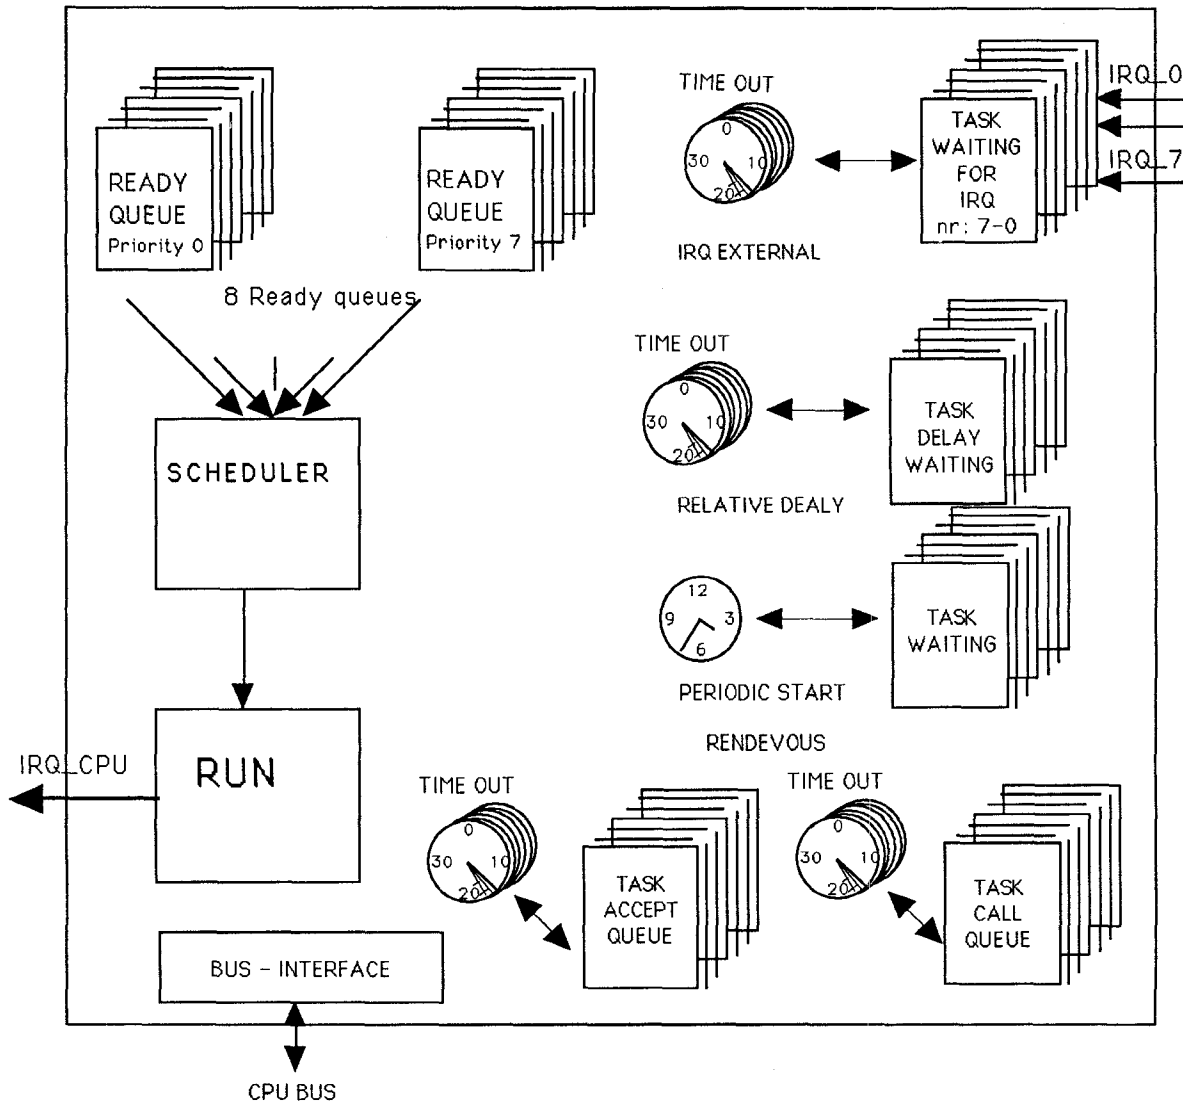 READY
QUEUE
Priority 0
READY
QUEUE
Priority 7
8 Ready queues
SCHEDULER
RUN
IRQ_CPU
BUS - INTERFACE
CPU BUS
TIME OUT
0
30
10
20
IRQ EXTERNAL
TASK
WAITING
FOR
IRQ
nr: 7-0
IRQ_0
IRQ_7
TIME OUT
0
30
10
20
RELATIVE DEALY
TASK
DELAY
WAITING
12
9
3
6
PERIODIC START
TASK
WAITING
RENDEVOUS
TIME OUT
0
30
10
20
TASK
ACCEPT
QUEUE
TIME OUT
0
30
10
20
TASK
CALL
QUEUE